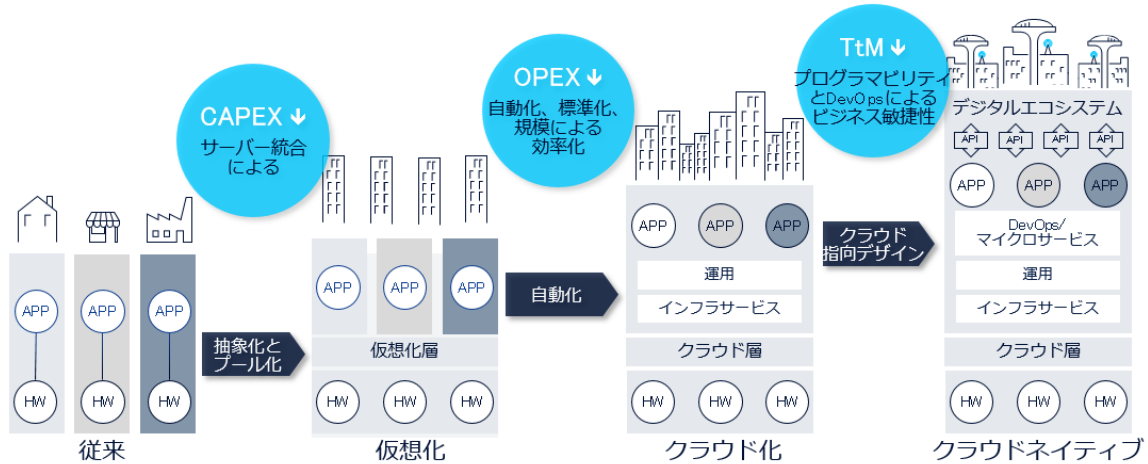 CAPEX ↓
サーバー統合
による
APP
APP
APP
HW
HW
HW
従来
抽象化と
プール化
APP
APP
APP
仮想化層
HW
HW
HW
仮想化
OPEX ↓
自動化、標準化、
規模による
効率化
自動化
APP
APP
APP
運用
インフラサービス
クラウド層
HW
HW
HW
クラウド化
TtM ↓
プログラマビリティ
とDevOpsによる
ビジネス敏捷性
クラウド
指向デザイン
デジタルエコシステム
API
API
API
API
APP
APP
APP
DevOps/
マイクロサービス
運用
インフラサービス
クラウド層
HW
HW
HW
クラウドネイティブ